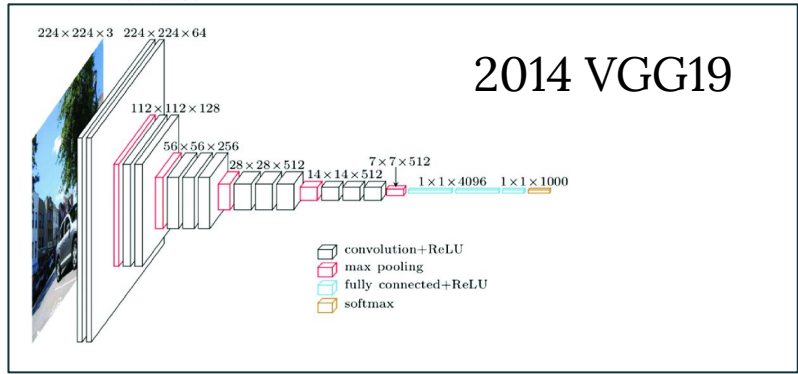 224×224×3 224×224×64
2014 VGG19
112×112×128
56×56×256
28×28×512
14×14×512
7×7×512
1×1×4096 1×1×1000
convolution+ReLU
max pooling
fully connected+ReLU
softmax